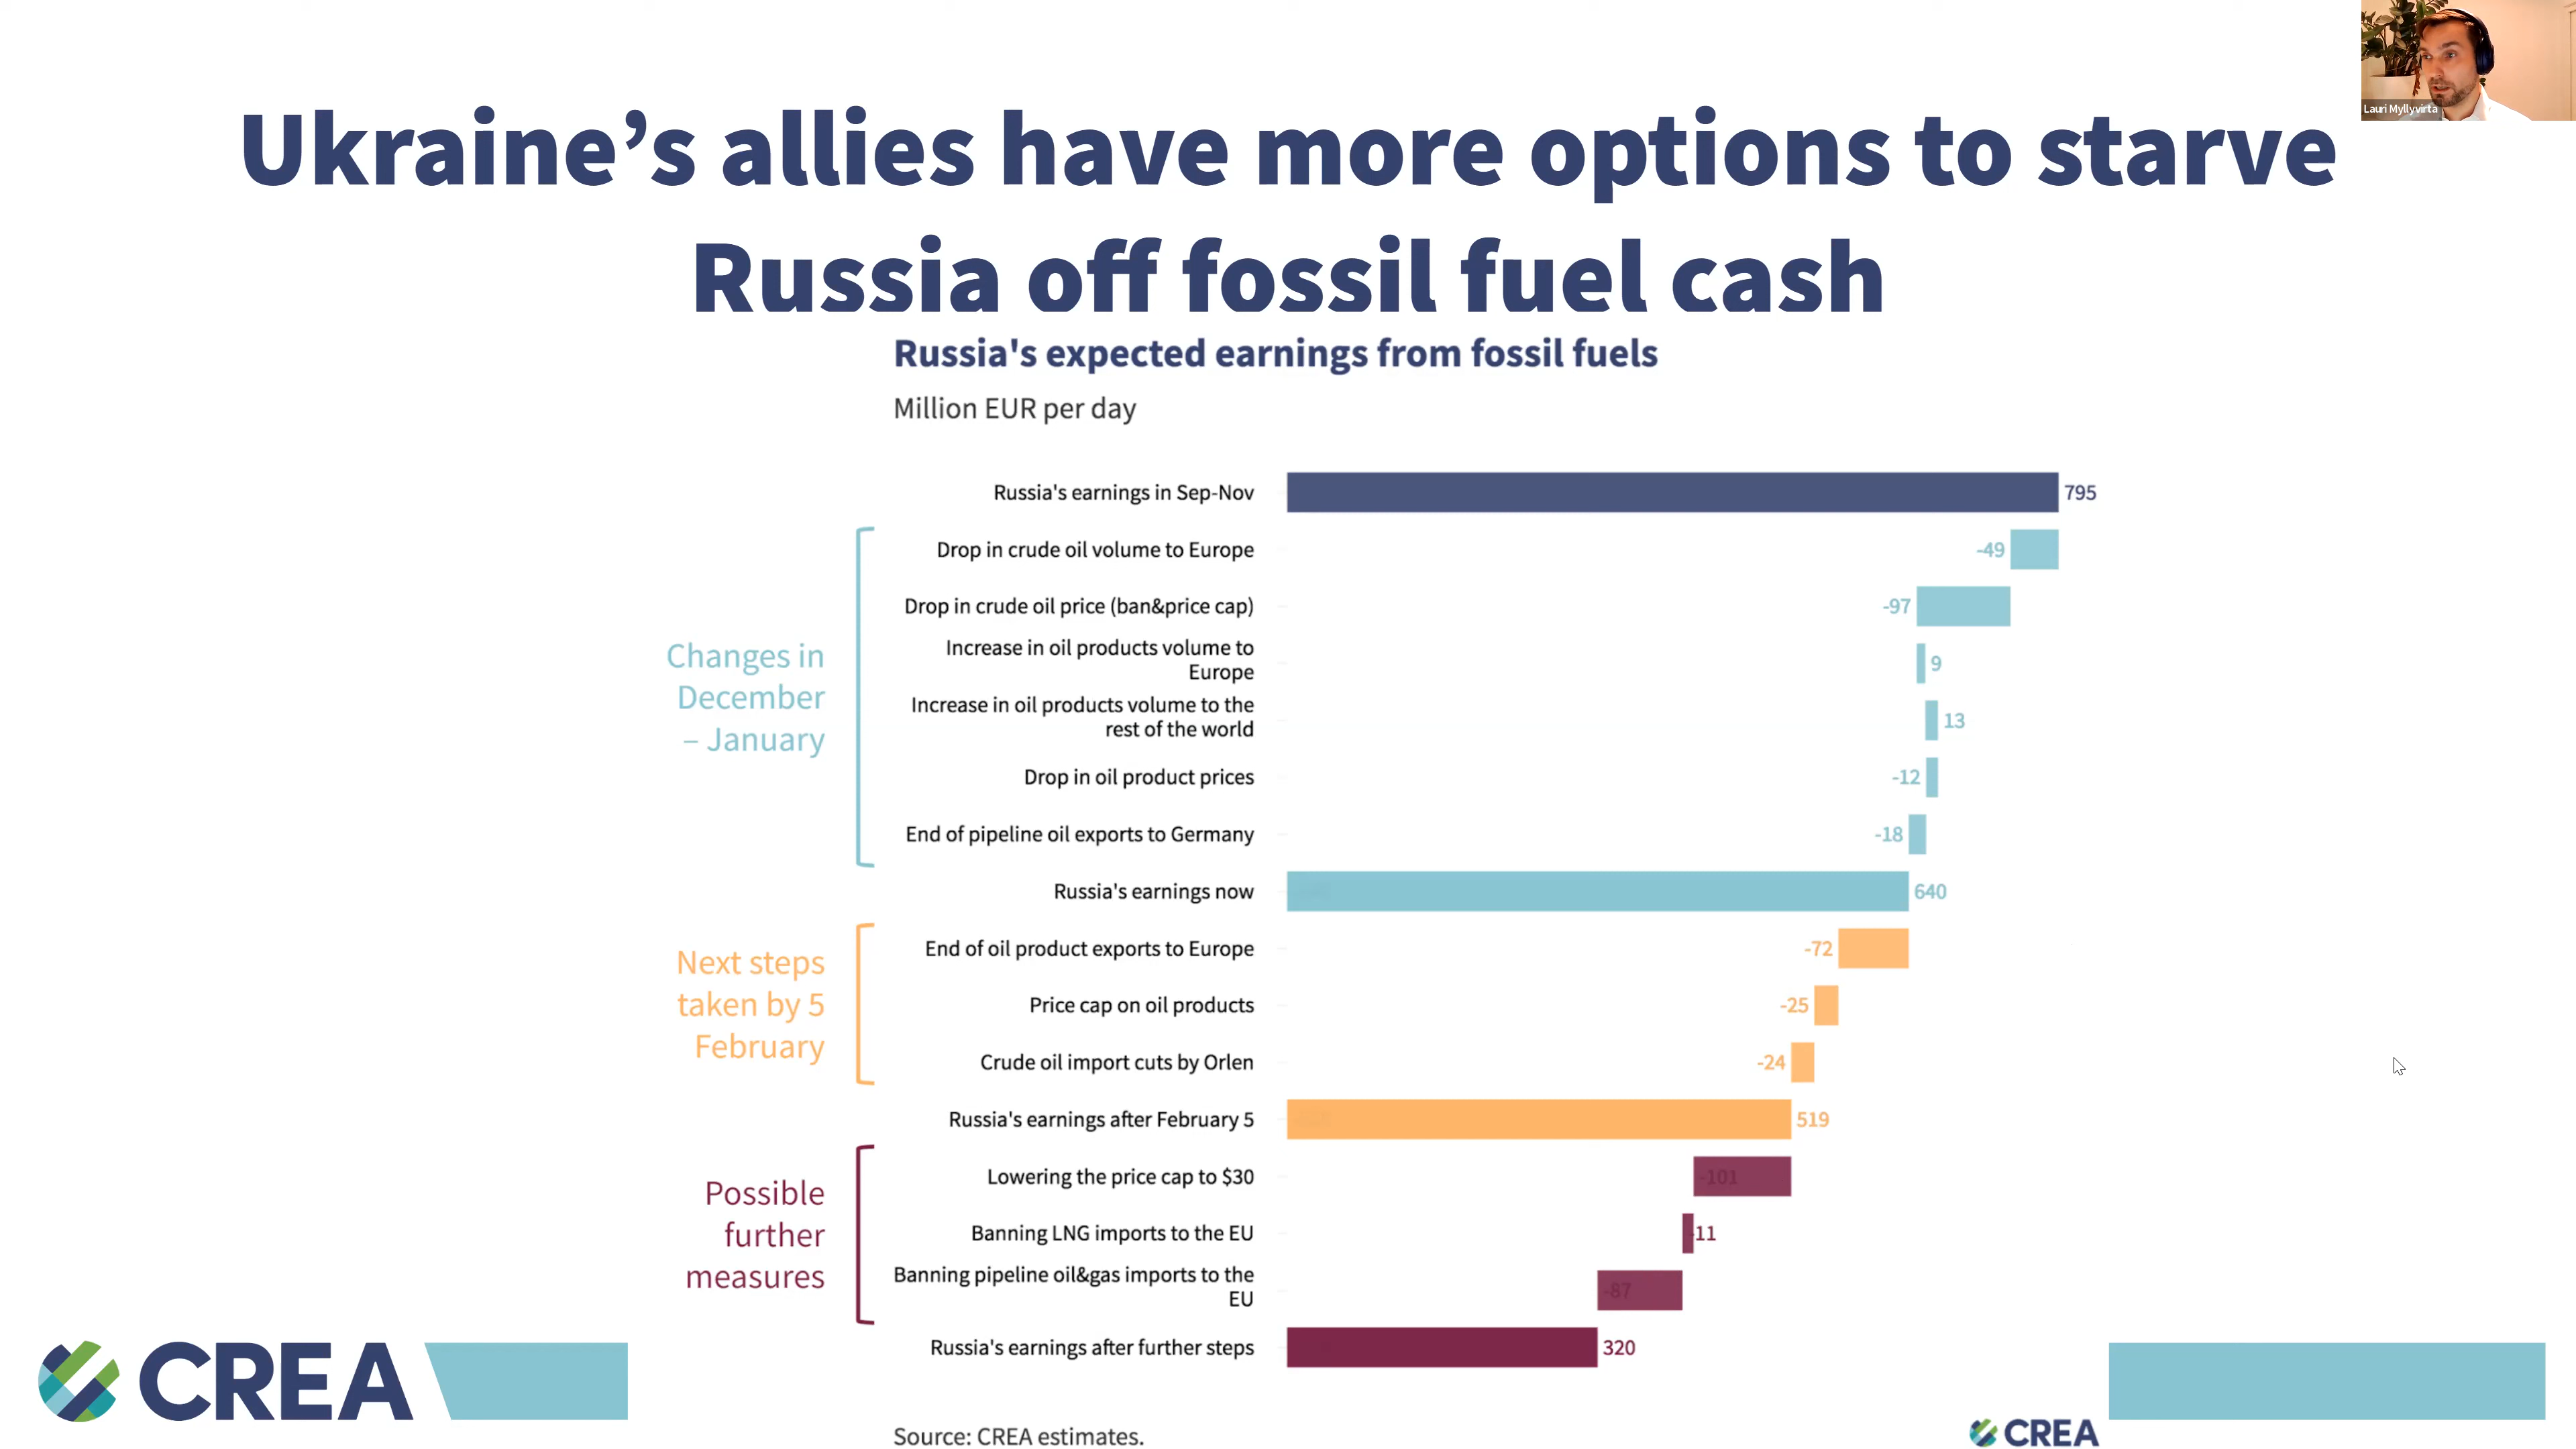 Lauri Myllyvirta
Ukraine’s allies have more options to starve
Russia off fossil fuel cash
Russia's expected earnings from fossil fuels
Million EUR per day
Russia's earnings in Sep-Nov
795
Changes in
December
– January
Drop in crude oil volume to Europe
-49
Drop in crude oil price (ban&price cap)
-97
Increase in oil products volume to
Europe
9
Increase in oil products volume to the
rest of the world
13
Drop in oil product prices
-12
End of pipeline oil exports to Germany
-18
Russia's earnings now
640
Next steps
taken by 5
February
End of oil product exports to Europe
-72
Price cap on oil products
-25
Crude oil import cuts by Orlen
-24
Russia's earnings after February 5
519
Possible
further
measures
Lowering the price cap to $30
-101
Banning LNG imports to the EU
-11
Banning pipeline oil&gas imports to the
EU
-87
Russia's earnings after further steps
320
Source: CREA estimates.
CREA
CREA